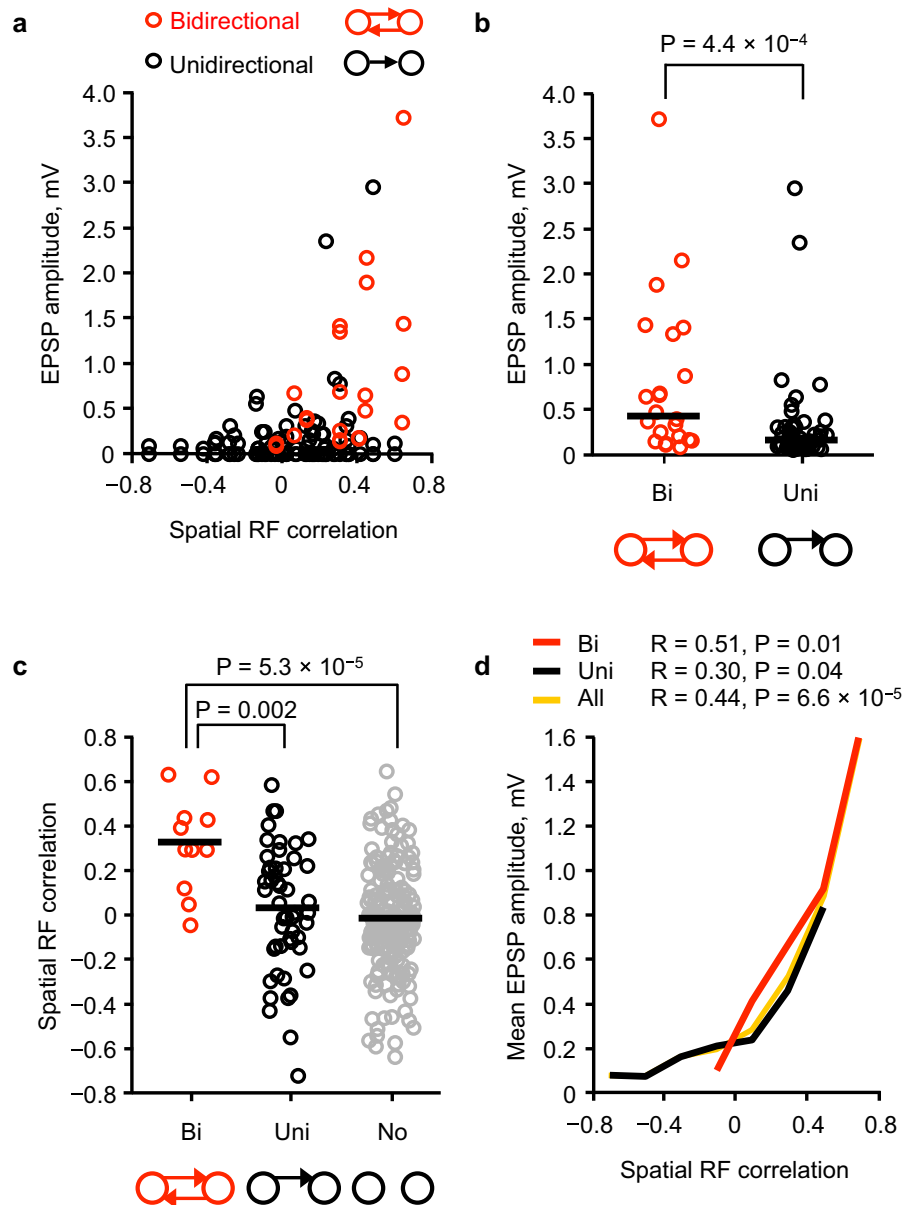 a
Bidirectional
Unidirectional
4.0
3.5
3.0
2.5
2.0
1.5
1.0
0.5
0
EPSP amplitude, mV
−0.8
−0.4
0
0.4
0.8
Spatial RF correlation
b
P = 4.4 × 10⁻⁴
4.0
3.5
3.0
2.5
2.0
1.5
1.0
0.5
0
EPSP amplitude, mV
Bi
Uni
c
P = 5.3 × 10⁻⁵
P = 0.002
0.8
0.6
0.4
0.2
0
−0.2
−0.4
−0.6
−0.8
Spatial RF correlation
Bi
Uni
No
d
Bi R = 0.51, P = 0.01
Uni R = 0.30, P = 0.04
All R = 0.44, P = 6.6 × 10⁻⁵
1.6
1.4
1.2
1.0
0.8
0.6
0.4
0.2
0
Mean EPSP amplitude, mV
−0.8
−0.4
0
0.4
0.8
Spatial RF correlation